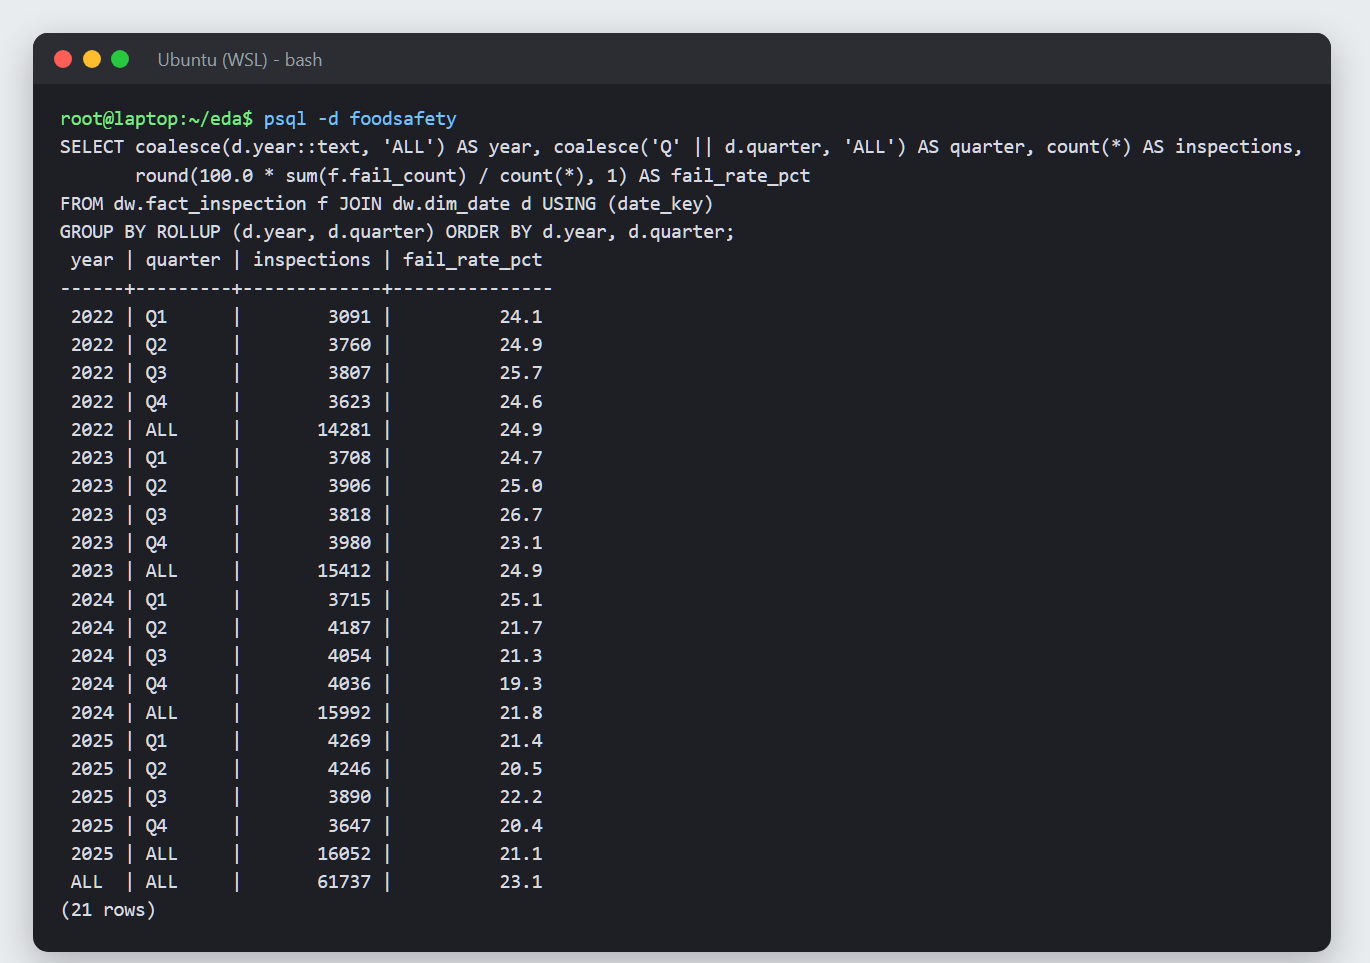 Ubuntu (WSL) - bash
root@laptop:~/eda$ psql -d foodsafety
SELECT coalesce(d.year::text, 'ALL') AS year, coalesce('Q' || d.quarter, 'ALL') AS quarter, count(*) AS inspections,
       round(100.0 * sum(f.fail_count) / count(*), 1) AS fail_rate_pct
FROM dw.fact_inspection f JOIN dw.dim_date d USING (date_key)
GROUP BY ROLLUP (d.year, d.quarter) ORDER BY d.year, d.quarter;
 year | quarter | inspections | fail_rate_pct
------+---------+-------------+---------------
 2022 | Q1      |        3091 |          24.1
 2022 | Q2      |        3760 |          24.9
 2022 | Q3      |        3807 |          25.7
 2022 | Q4      |        3623 |          24.6
 2022 | ALL     |       14281 |          24.9
 2023 | Q1      |        3708 |          24.7
 2023 | Q2      |        3906 |          25.0
 2023 | Q3      |        3818 |          26.7
 2023 | Q4      |        3980 |          23.1
 2023 | ALL     |       15412 |          24.9
 2024 | Q1      |        3715 |          25.1
 2024 | Q2      |        4187 |          21.7
 2024 | Q3      |        4054 |          21.3
 2024 | Q4      |        4036 |          19.3
 2024 | ALL     |       15992 |          21.8
 2025 | Q1      |        4269 |          21.4
 2025 | Q2      |        4246 |          20.5
 2025 | Q3      |        3890 |          22.2
 2025 | Q4      |        3647 |          20.4
 2025 | ALL     |       16052 |          21.1
 ALL  | ALL     |       61737 |          23.1
(21 rows)